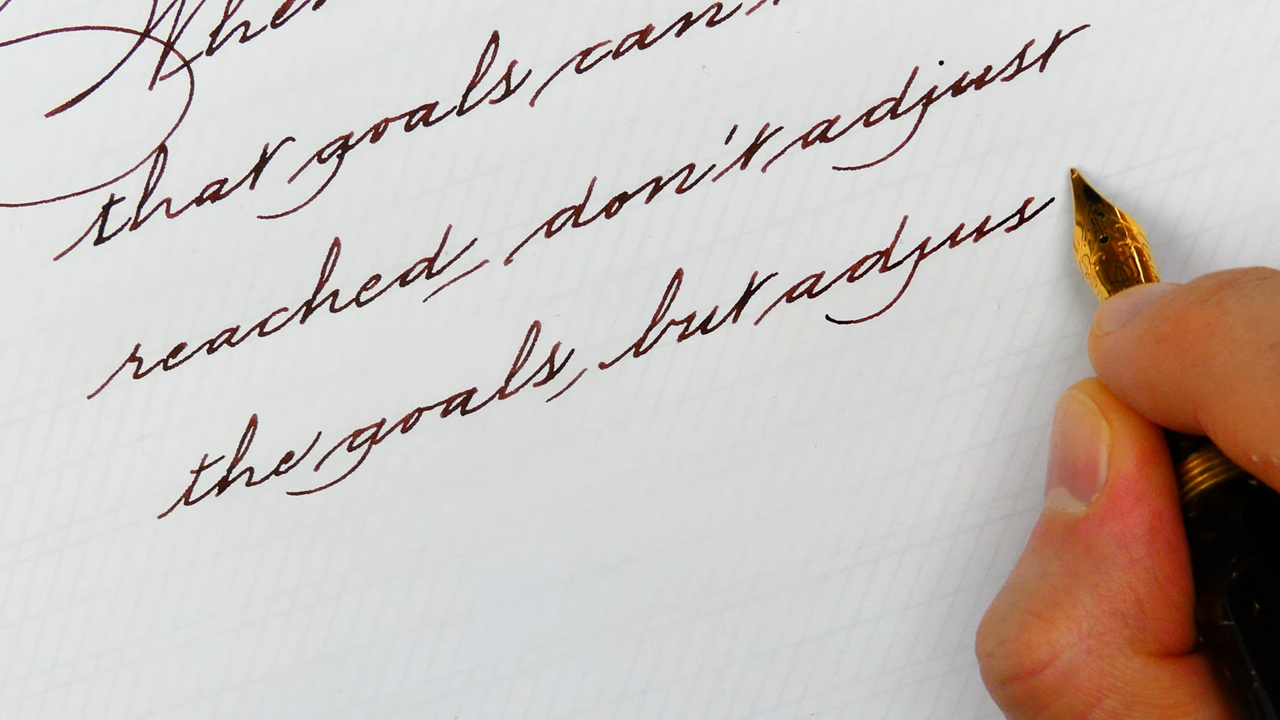 Whe
that goals can
reached, don't adjust
the goals, but adjus